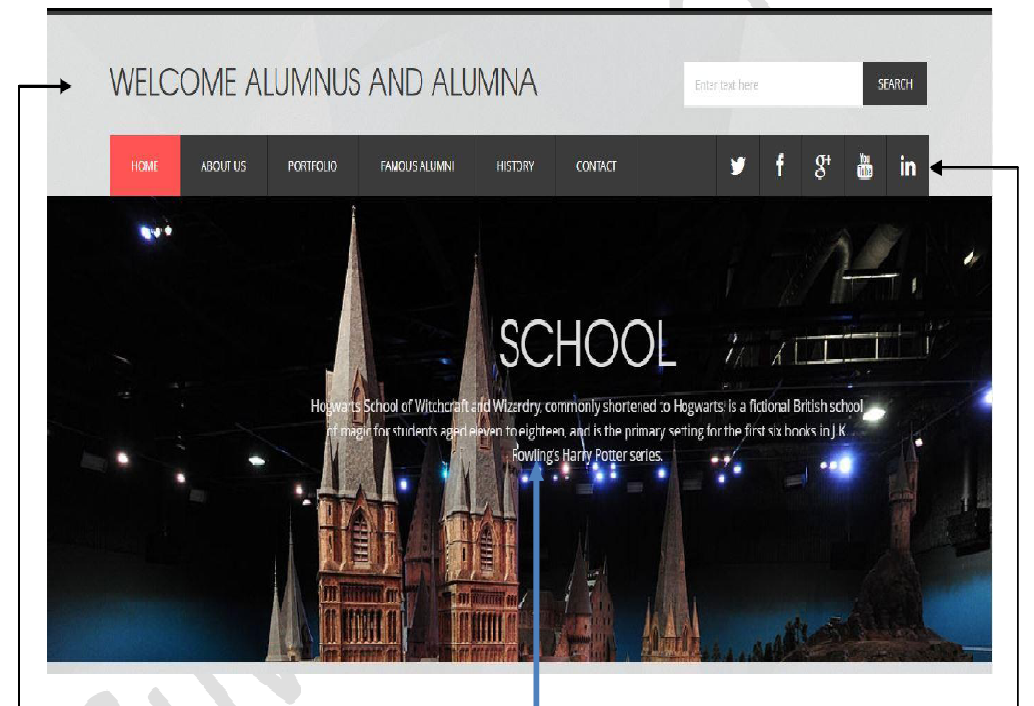 WELCOME ALUMNUS AND ALUMNA
Enter text here
SEARCH
HOME ABOUT US PORTFOLIO FAMOUS ALUMNI HISTORY CONTACT
f g+ You Tube in
SCHOOL
Hogwarts School of Witchcraft and Wizardry, commonly shortened to Hogwarts, is a fictional British school
of magic for students aged eleven to eighteen, and is the primary setting for the first six books in J.K.
Rowling's Harry Potter series.